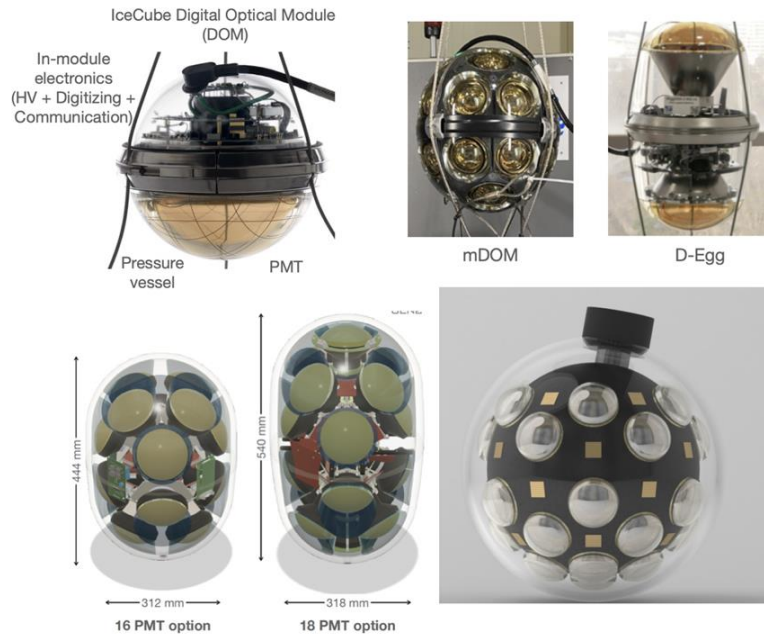 IceCube Digital Optical Module
(DOM)
In-module
electronics
(HV + Digitizing +
Communication)
Pressure
vessel
PMT
mDOM
D-Egg
444 mm
540 mm
312 mm
318 mm
16 PMT option
18 PMT option